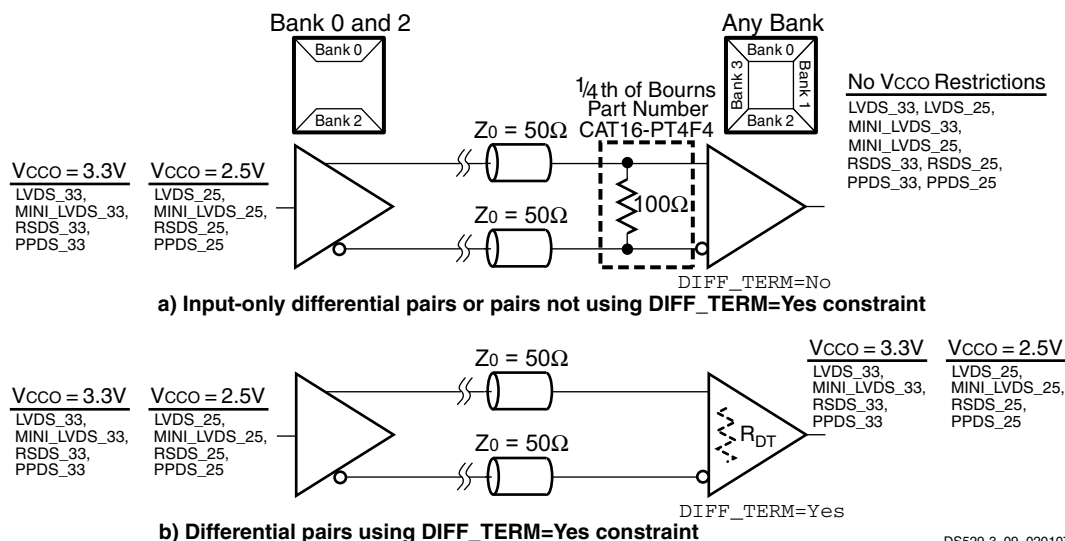 Bank 0 and 2
Any Bank
Bank 0
Bank 2
Bank 0
Bank 3
Bank 1
Bank 2
1/4th of Bourns
Part Number
CAT16-PT4F4
No VCCO Restrictions
LVDS_33, LVDS_25,
MINI_LVDS_33,
MINI_LVDS_25,
RSDS_33, RSDS_25,
PPDS_33, PPDS_25
VCCO = 3.3V
LVDS_33,
MINI_LVDS_33,
RSDS_33,
PPDS_33
VCCO = 2.5V
LVDS_25,
MINI_LVDS_25,
RSDS_25,
PPDS_25
Z0 = 50Ω
Z0 = 50Ω
100Ω
DIFF_TERM=No
a) Input-only differential pairs or pairs not using DIFF_TERM=Yes constraint
VCCO = 3.3V
LVDS_33,
MINI_LVDS_33,
RSDS_33,
PPDS_33
VCCO = 2.5V
LVDS_25,
MINI_LVDS_25,
RSDS_25,
PPDS_25
Z0 = 50Ω
Z0 = 50Ω
RDT
VCCO = 3.3V
LVDS_33,
MINI_LVDS_33,
RSDS_33,
PPDS_33
VCCO = 2.5V
LVDS_25,
MINI_LVDS_25,
RSDS_25,
PPDS_25
DIFF_TERM=Yes
b) Differential pairs using DIFF_TERM=Yes constraint